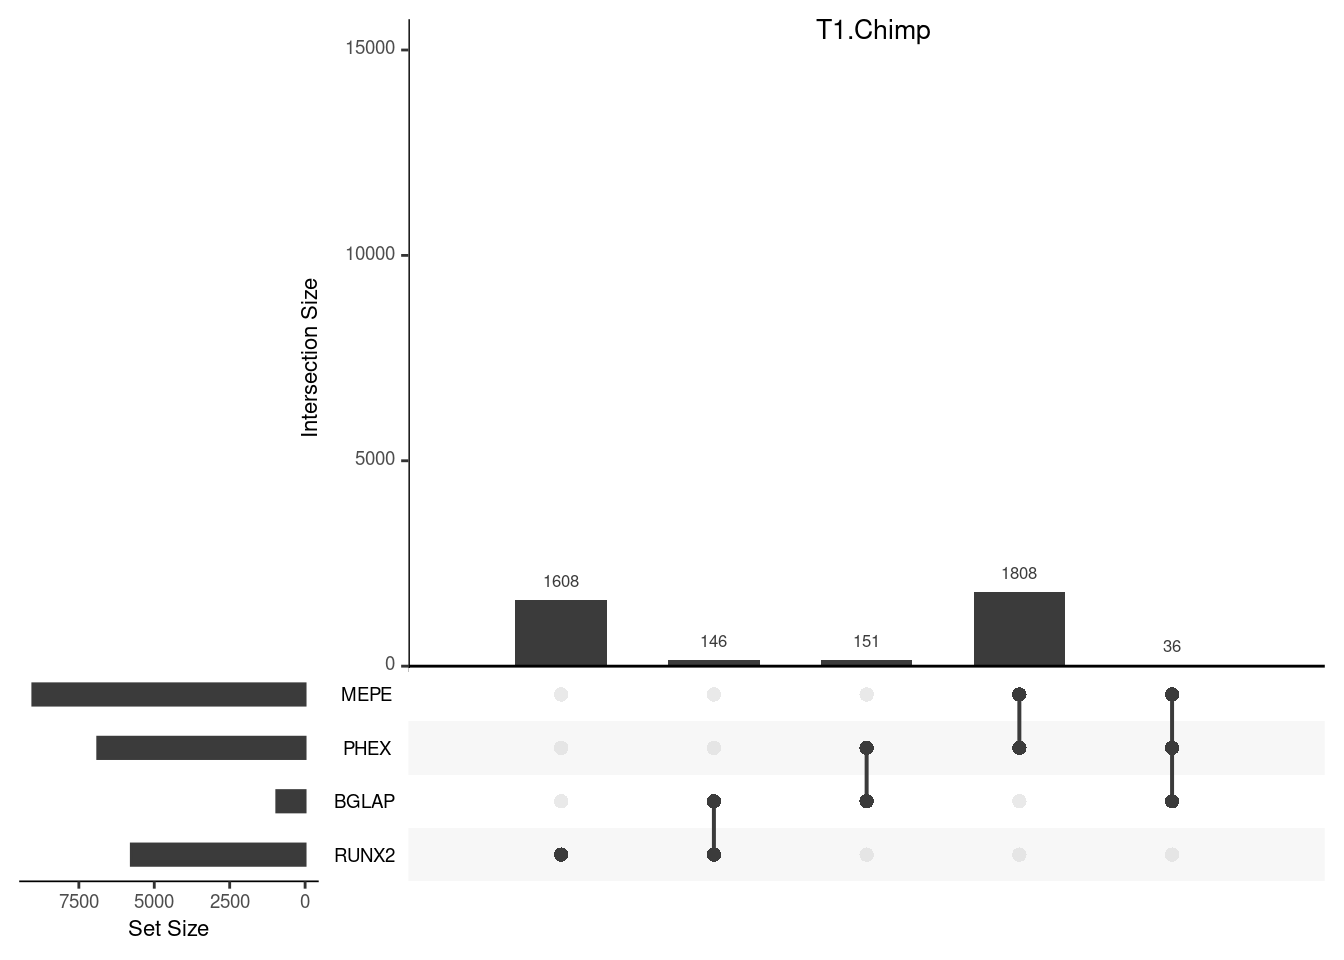 T1.Chimp
15000
10000
5000
0
Intersection Size
1608
146
151
1808
36
MEPE
PHEX
BGLAP
RUNX2
7500 5000 2500 0
Set Size